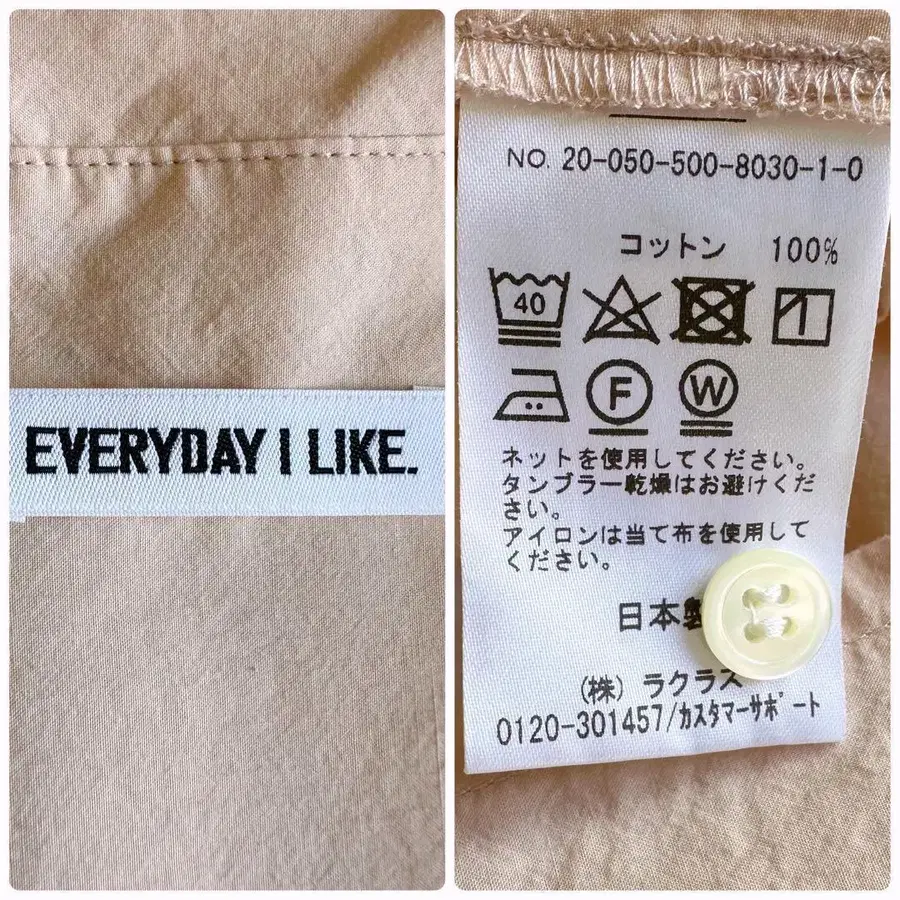 EVERYDAY I LIKE.
NO. 20-050-500-8030-1-0
コットン 100%
40
F
W
ネットを使用してください。
タンブラー乾燥はお避けくだ
さい。
アイロンは当て布を使用して
ください。
日本製
(株) ラクラス
0120-301457/カスタマーサポート